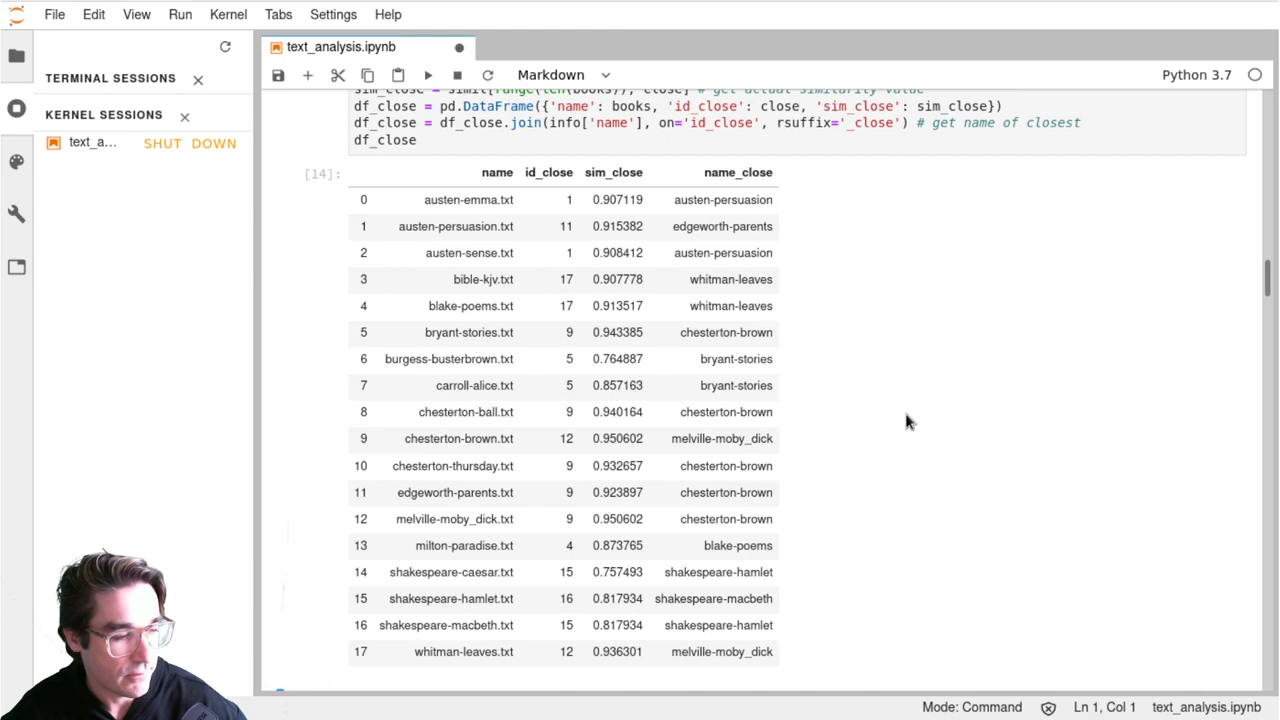 File Edit View Run Kernel Tabs Settings Help
TERMINAL SESSIONS
KERNEL SESSIONS
text_a... SHUT DOWN
text_analysis.ipynb
Markdown Python 3.7
sim_close = simil[range(len(books)), close] # get actual similarity value
df_close = pd.DataFrame({'name': books, 'id_close': close, 'sim_close': sim_close})
df_close = df_close.join(info['name'], on='id_close', rsuffix='_close') # get name of closest
df_close
[14]:
name id_close sim_close name_close
0 austen-emma.txt 1 0.907119 austen-persuasion
1 austen-persuasion.txt 11 0.915382 edgeworth-parents
2 austen-sense.txt 1 0.908412 austen-persuasion
3 bible-kjv.txt 17 0.907778 whitman-leaves
4 blake-poems.txt 17 0.913517 whitman-leaves
5 bryant-stories.txt 9 0.943385 chesterton-brown
6 burgess-busterbrown.txt 5 0.764887 bryant-stories
7 carroll-alice.txt 5 0.857163 bryant-stories
8 chesterton-ball.txt 9 0.940164 chesterton-brown
9 chesterton-brown.txt 12 0.950602 melville-moby_dick
10 chesterton-thursday.txt 9 0.932657 chesterton-brown
11 edgeworth-parents.txt 9 0.923897 chesterton-brown
12 melville-moby_dick.txt 9 0.950602 chesterton-brown
13 milton-paradise.txt 4 0.873765 blake-poems
14 shakespeare-caesar.txt 15 0.757493 shakespeare-hamlet
15 shakespeare-hamlet.txt 16 0.817934 shakespeare-macbeth
16 shakespeare-macbeth.txt 15 0.817934 shakespeare-hamlet
17 whitman-leaves.txt 12 0.936301 melville-moby_dick
Mode: Command Ln 1, Col 1 text_analysis.ipynb